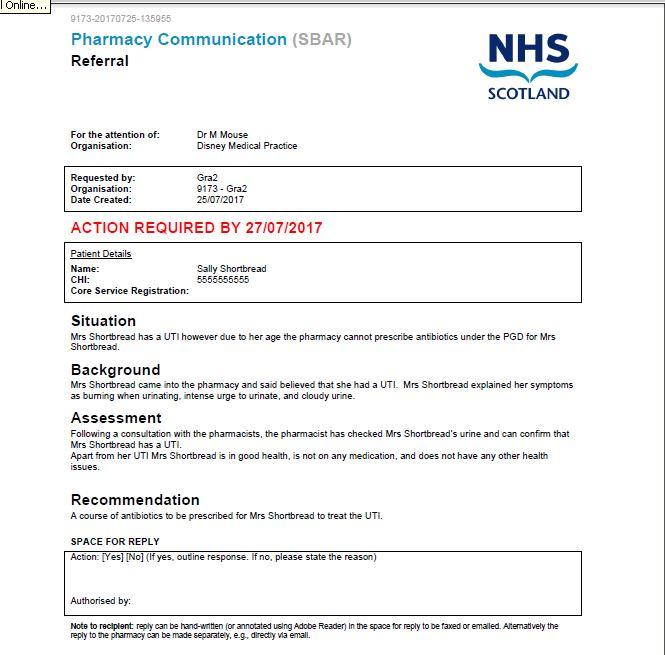 l Online...
9173-20170725-135955
Pharmacy Communication (SBAR)
Referral
NHS
SCOTLAND
For the attention of: Dr M Mouse
Organisation: Disney Medical Practice
Requested by: Gra2
Organisation: 9173 - Gra2
Date Created: 25/07/2017
ACTION REQUIRED BY 27/07/2017
Patient Details
Name: Sally Shortbread
CHI: 5555555555
Core Service Registration:
Situation
Mrs Shortbread has a UTI however due to her age the pharmacy cannot prescribe antibiotics under the PGD for Mrs
Shortbread.
Background
Mrs Shortbread came into the pharmacy and said believed that she had a UTI. Mrs Shortbread explained her symptoms
as burning when urinating, intense urge to urinate, and cloudy urine.
Assessment
Following a consultation with the pharmacists, the pharmacist has checked Mrs Shortbread's urine and can confirm that
Mrs Shortbread has a UTI.
Apart from her UTI Mrs Shortbread is in good health, is not on any medication, and does not have any other health
issues.
Recommendation
A course of antibiotics to be prescribed for Mrs Shortbread to treat the UTI.
SPACE FOR REPLY
Action: [Yes] [No] (If yes, outline response. If no, please state the reason)
Authorised by:
Note to recipient: reply can be hand-written (or annotated using Adobe Reader) in the space for reply to be faxed or emailed. Alternatively the
reply to the pharmacy can be made separately, e.g., directly via email.